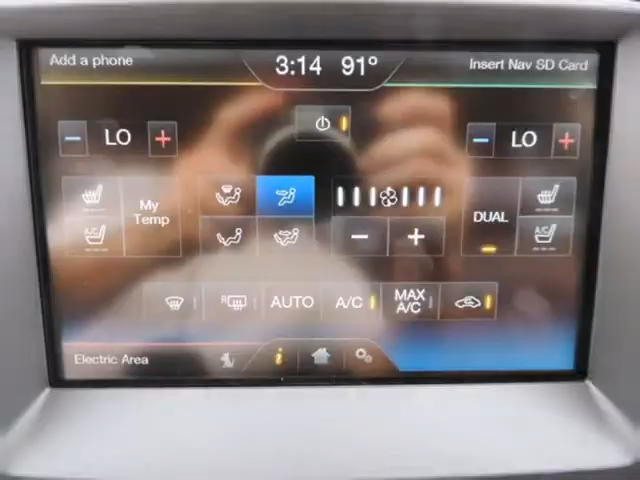 Add a phone
3:14 91°
Insert Nav SD Card
− LO +
− LO +
My
Temp
A/C
− +
DUAL
A/C
R
AUTO
A/C
MAX
A/C
Electric Area
i